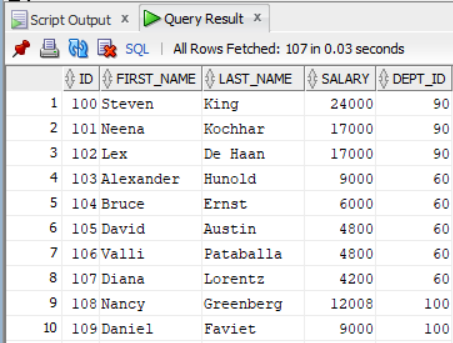 Script Output x Query Result x
SQL | All Rows Fetched: 107 in 0.03 seconds
ID FIRST_NAME LAST_NAME SALARY DEPT_ID
1 100 Steven King 24000 90
2 101 Neena Kochhar 17000 90
3 102 Lex De Haan 17000 90
4 103 Alexander Hunold 9000 60
5 104 Bruce Ernst 6000 60
6 105 David Austin 4800 60
7 106 Valli Pataballa 4800 60
8 107 Diana Lorentz 4200 60
9 108 Nancy Greenberg 12008 100
10 109 Daniel Faviet 9000 100